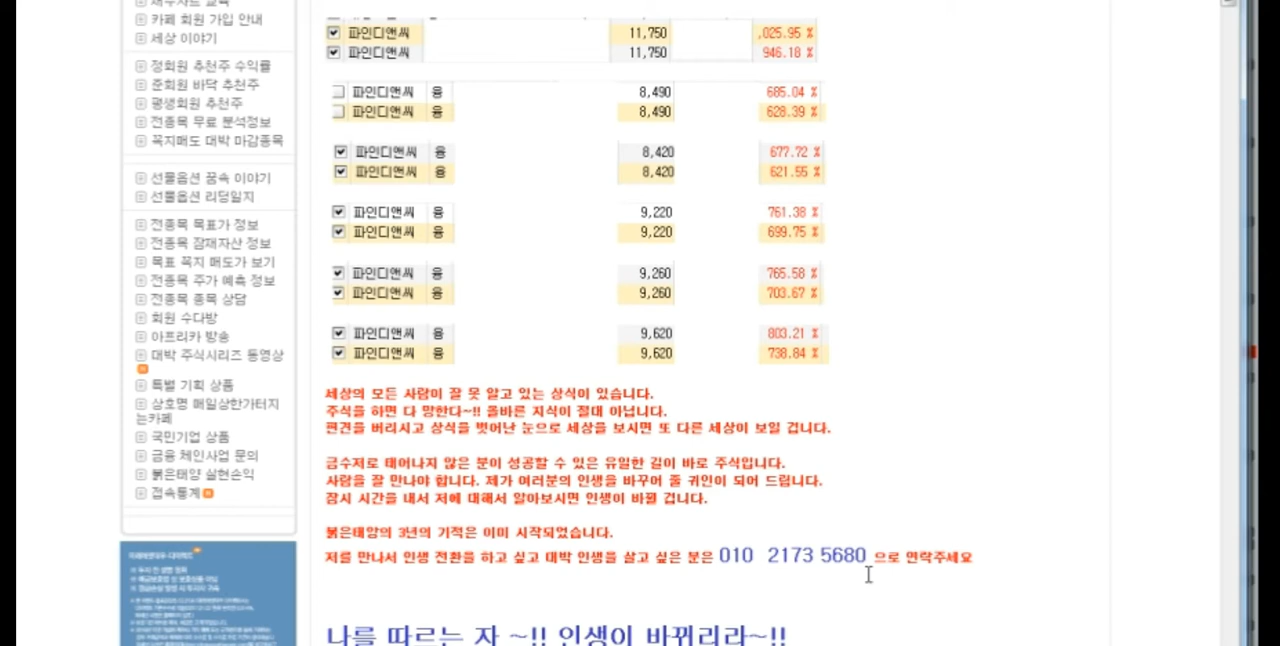 카페 회원 가입 안내
세상 이야기
정회원 추천주 수익률
준회원 바닥 추천주
평생회원 추천주
전종목 무료 분석정보
꼭지매도 대박 마감종목
선물옵션 꿈속 이야기
선물옵션 리딩일지
전종목 목표가 정보
전종목 잠재자산 정보
목표 꼭지 매도가 보기
전종목 주가 예측 정보
전종목 종목 상담
회원 수다방
아프리카 방송
대박 주식시리즈 동영상
특별 기획 상품
상호명 매일상한가터지
는카페
국민기업 상품
금융 체인사업 문의
붉은태양 실현손익
접속통계
파인디앤씨 11,750 ,025.95 %
파인디앤씨 11,750 946.18 %
파인디앤씨 융 8,490 685.04 %
파인디앤씨 융 8,490 628.39 %
파인디앤씨 융 8,420 677.72 %
파인디앤씨 융 8,420 621.55 %
파인디앤씨 융 9,220 761.38 %
파인디앤씨 융 9,220 699.75 %
파인디앤씨 융 9,260 765.58 %
파인디앤씨 융 9,260 703.67 %
파인디앤씨 융 9,620 803.21 %
파인디앤씨 융 9,620 738.84 %
세상의 모든 사람이 잘 못 알고 있는 상식이 있습니다.
주식을 하면 다 망한다~!! 올바른 지식이 절대 아닙니다.
편견을 버리시고 상식을 벗어난 눈으로 세상을 보시면 또 다른 세상이 보일 겁니다.
금수저로 태어나지 않은 분이 성공할 수 있은 유일한 길이 바로 주식입니다.
사람을 잘 만나야 합니다. 제가 여러분의 인생을 바꾸어 줄 귀인이 되어 드립니다.
잠시 시간을 내서 저에 대해서 알아보시면 인생이 바뀔 겁니다.
붉은태양의 3년의 기적은 이미 시작되었습니다.
저를 만나서 인생 전환을 하고 싶고 대박 인생을 살고 싶은 분은 010 2173 5680 으로 연락주세요
나를 따르는 자 ~!! 인생이 바뀌리라~!!